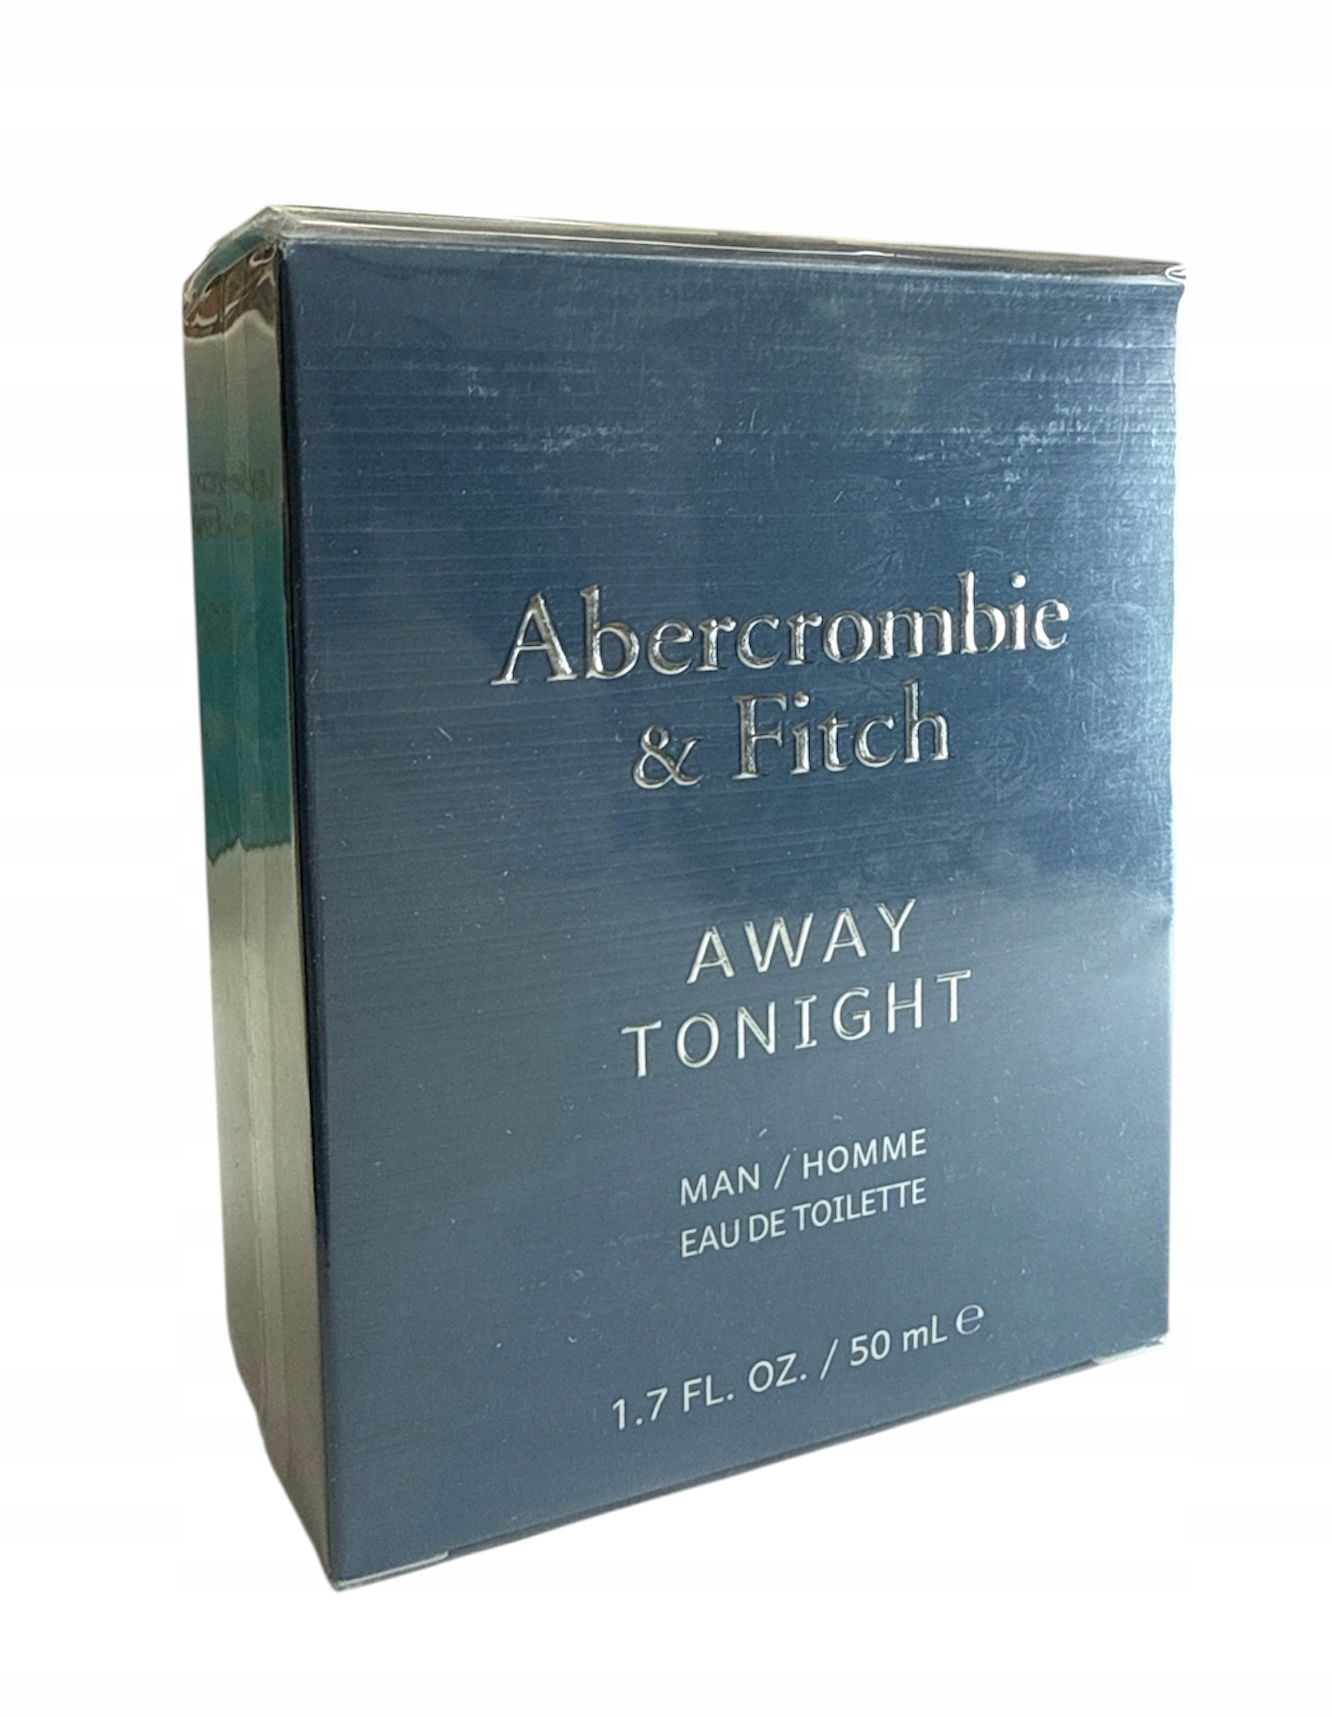 Abercrombie
& Fitch
AWAY
TONIGHT
MAN / HOMME
EAU DE TOILETTE
1.7 FL. OZ. / 50 mL ℮